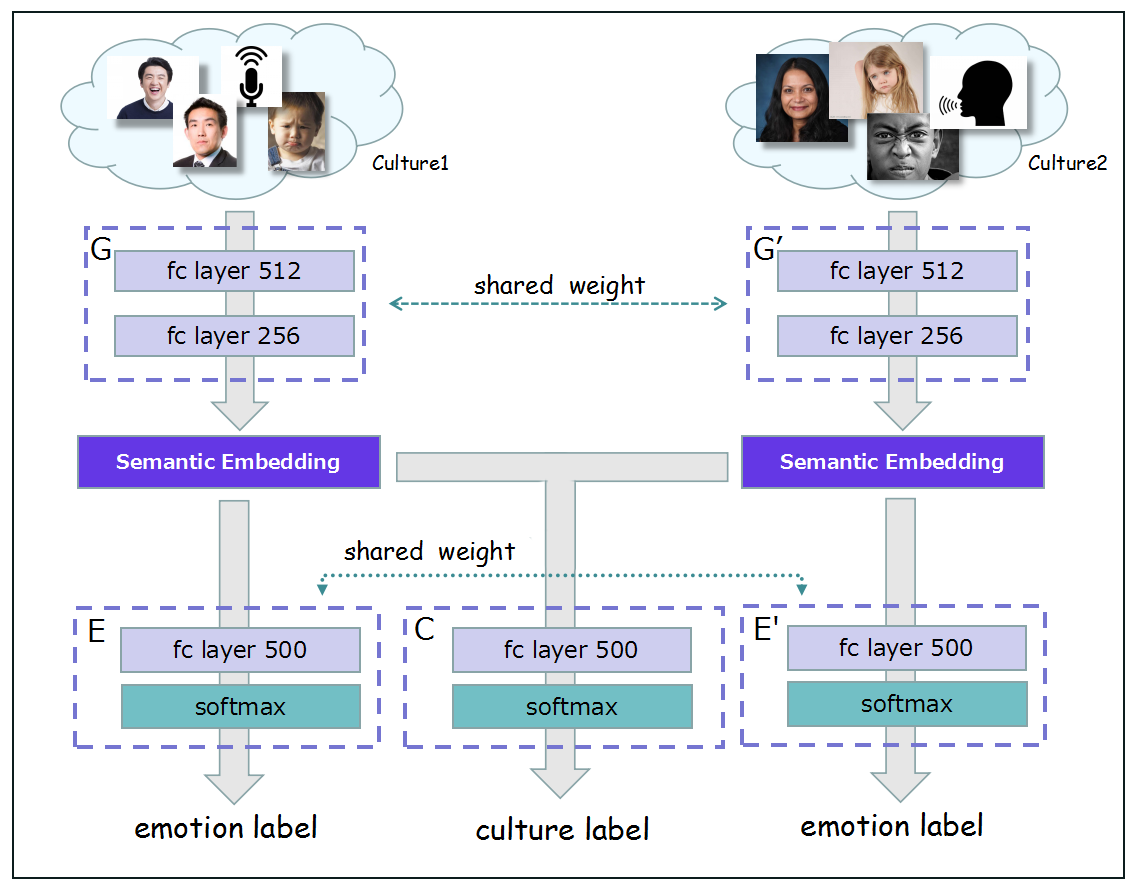 Culture1
Culture2
G
fc layer 512
fc layer 256
shared weight
G’
fc layer 512
fc layer 256
Semantic Embedding
Semantic Embedding
shared weight
E
fc layer 500
softmax
C
fc layer 500
softmax
E'
fc layer 500
softmax
emotion label
culture label
emotion label